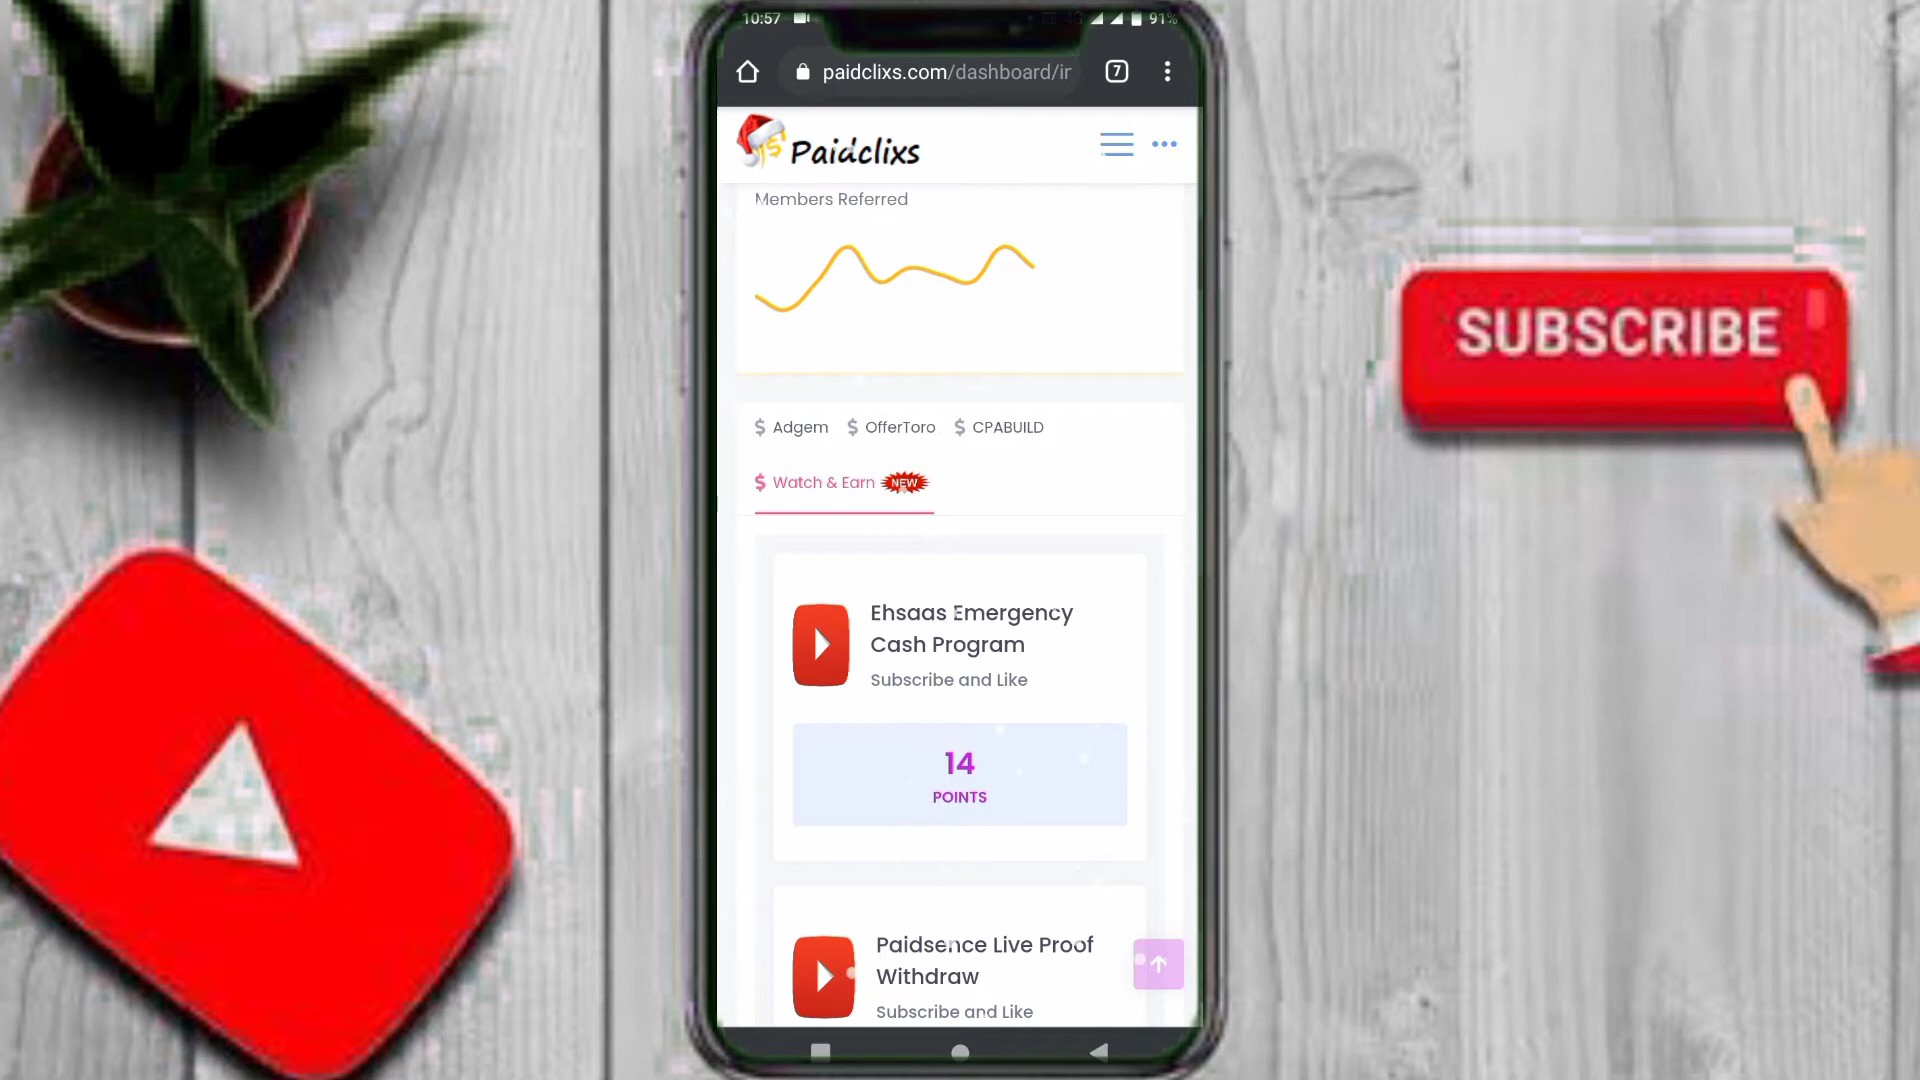 10:57
91%
paidclixs.com/dashboard/ir
7
Paidclixs
Members Referred
$ Adgem $ OfferToro $ CPABUILD
$ Watch & Earn NEW
Ehsaas Emergency
Cash Program
Subscribe and Like
14
POINTS
Paidsence Live Proof
Withdraw
Subscribe and Like
SUBSCRIBE